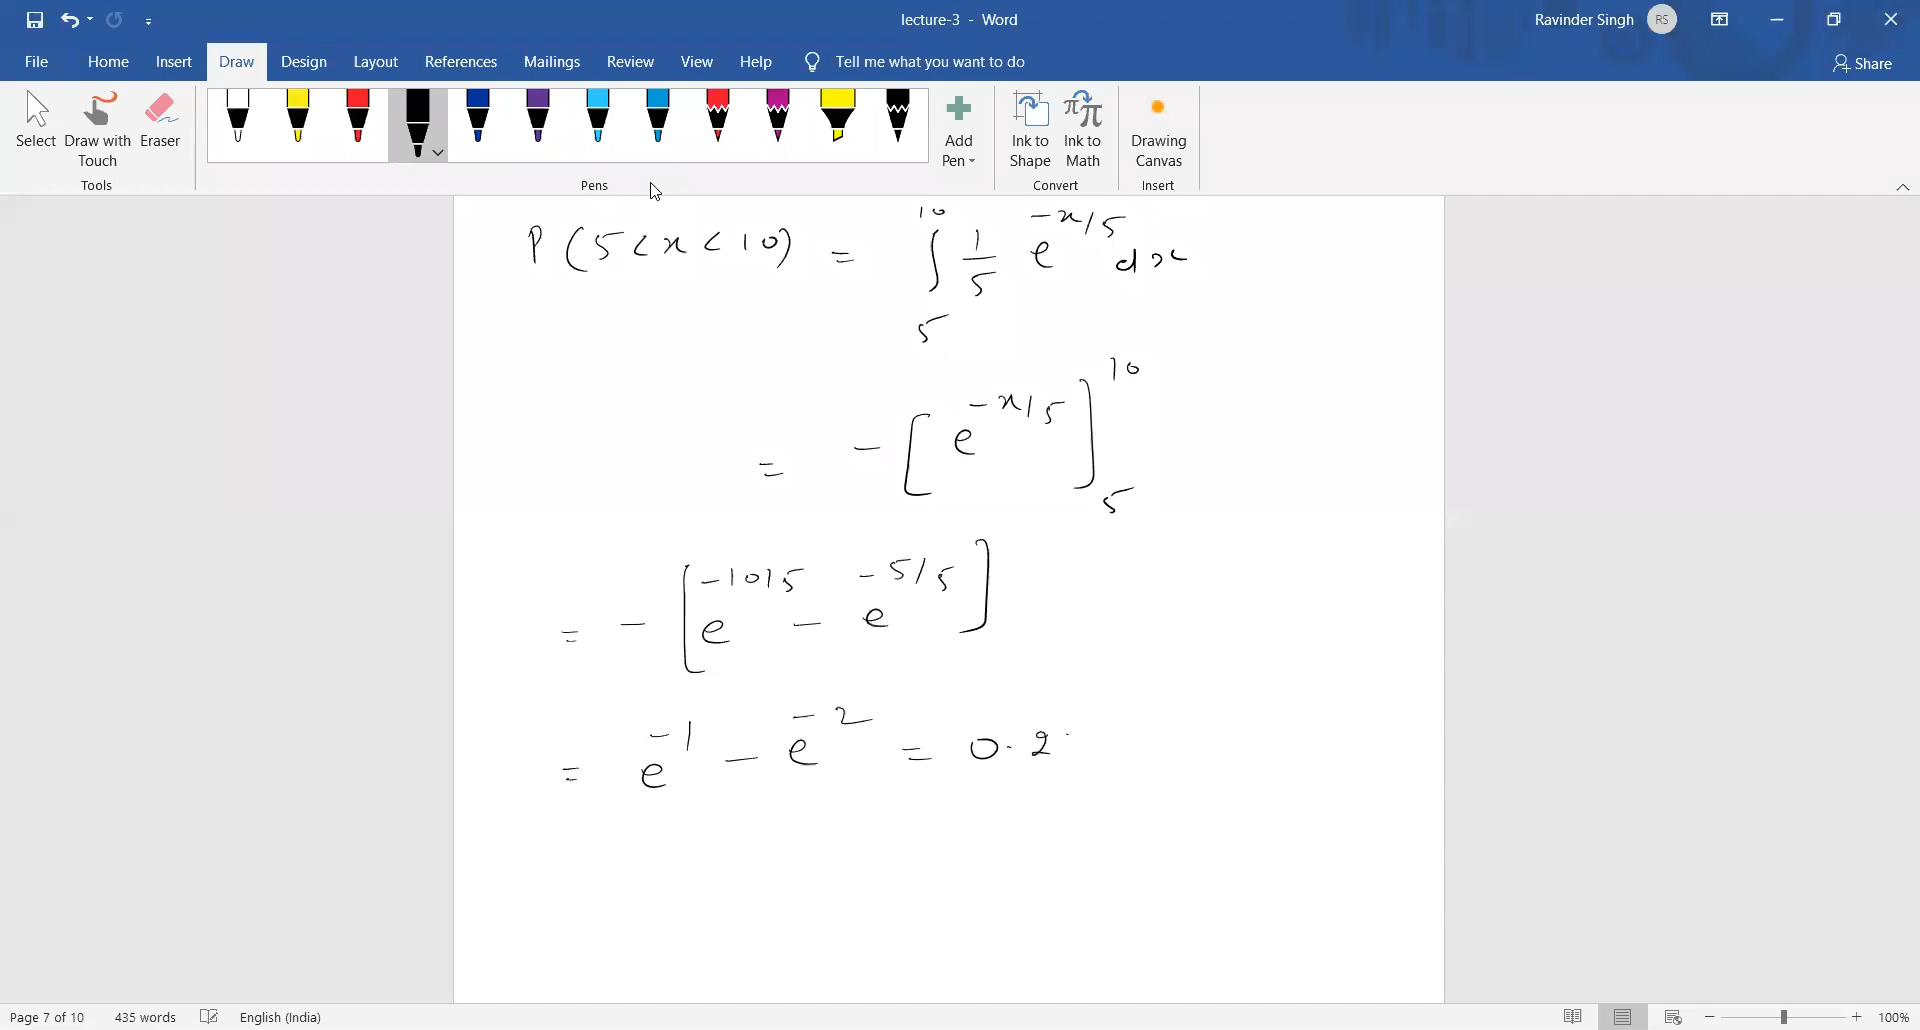 lecture-3 - Word
Ravinder Singh RS
File Home Insert Draw Design Layout References Mailings Review View Help Tell me what you want to do Share
Select Draw with Touch Eraser Add Pen Ink to Shape Ink to Math Drawing Canvas
Tools Pens Convert Insert
P(5<x<10) = ∫₅¹⁰ 1/5 e^(-x/5) dx
= -[e^(-x/5)]₅¹⁰
= -[e^(-10/5) - e^(-5/5)]
= e^(-1) - e^(-2) = 0.2
Page 7 of 10 435 words English (India) 100%